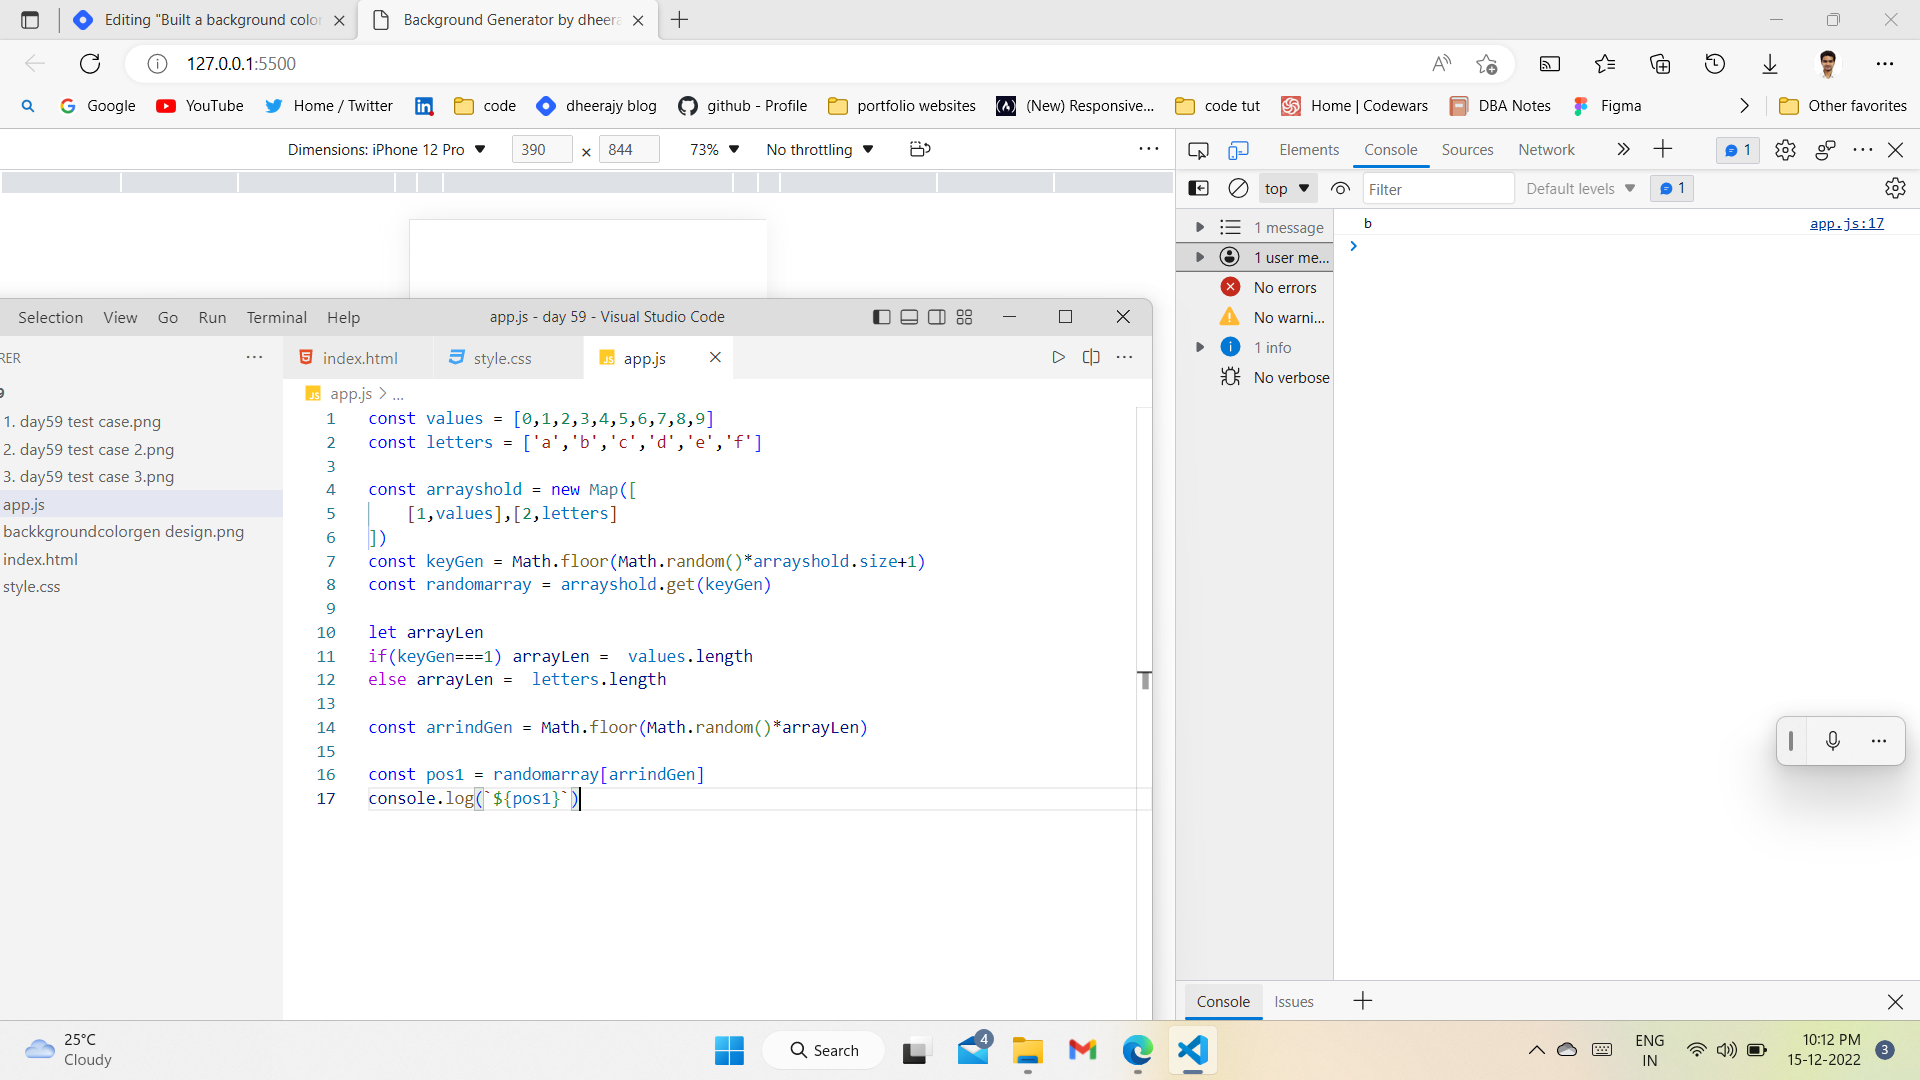 Editing "Built a background color
Background Generator by dheera
127.0.0.1:5500
Google
YouTube
Home / Twitter
code
dheerajy blog
github - Profile
portfolio websites
(New) Responsive...
code tut
Home | Codewars
DBA Notes
Figma
Other favorites
Dimensions: iPhone 12 Pro
390
×
844
73%
No throttling
Elements
Console
Sources
Network
1
top
Filter
Default levels
1
1 message
1 user me...
No errors
No warni...
1 info
No verbose
b
app.js:17
Selection
View
Go
Run
Terminal
Help
app.js - day 59 - Visual Studio Code
RER
index.html
style.css
app.js
app.js > ...
9
1. day59 test case.png
2. day59 test case 2.png
3. day59 test case 3.png
app.js
backkgroundcolorgen design.png
index.html
style.css
1 const values = [0,1,2,3,4,5,6,7,8,9]
2 const letters = ['a','b','c','d','e','f']
3
4 const arrayshold = new Map([
5 [1,values],[2,letters]
6 ])
7 const keyGen = Math.floor(Math.random()*arrayshold.size+1)
8 const randomarray = arrayshold.get(keyGen)
9
10 let arrayLen
11 if(keyGen===1) arrayLen =  values.length
12 else arrayLen =  letters.length
13
14 const arrindGen = Math.floor(Math.random()*arrayLen)
15
16 const pos1 = randomarray[arrindGen]
17 console.log(`${pos1}`)
Console
Issues
25°C
Cloudy
Search
4
ENG
IN
10:12 PM
15-12-2022
3